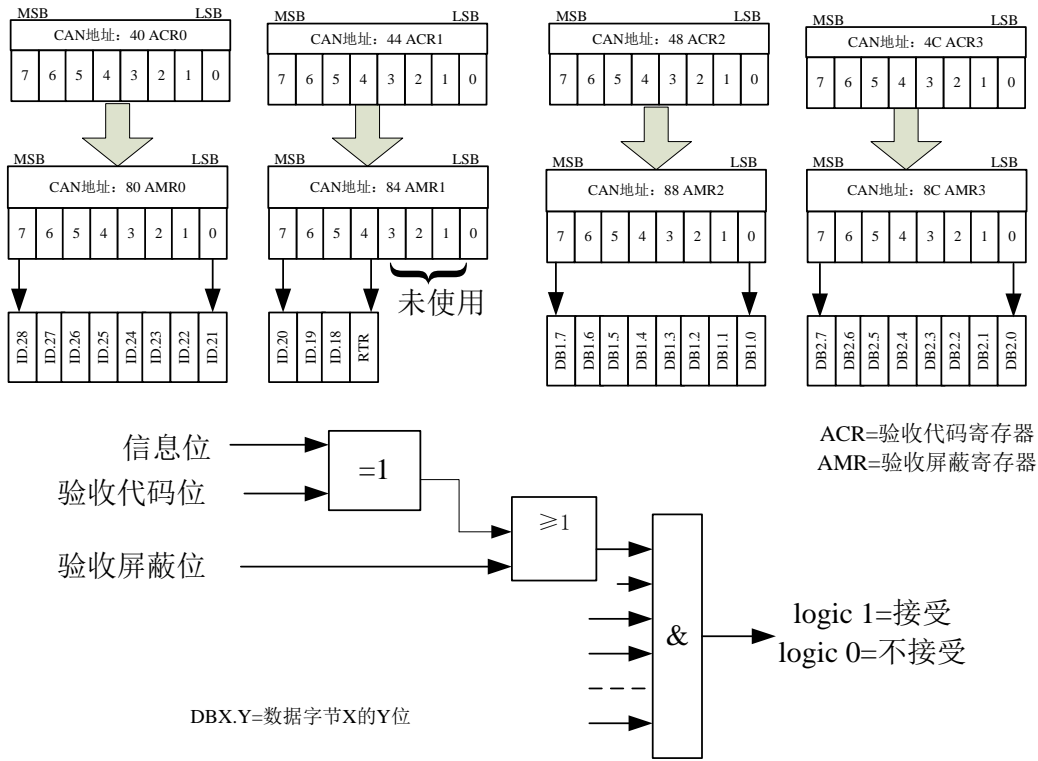 MSB LSB MSB LSB MSB LSB MSB LSB
CAN地址：40 ACR0 CAN地址：44 ACR1 CAN地址：48 ACR2 CAN地址：4C ACR3
7 6 5 4 3 2 1 0 7 6 5 4 3 2 1 0 7 6 5 4 3 2 1 0 7 6 5 4 3 2 1 0
MSB LSB MSB LSB MSB LSB MSB LSB
CAN地址：80 AMR0 CAN地址：84 AMR1 CAN地址：88 AMR2 CAN地址：8C AMR3
7 6 5 4 3 2 1 0 7 6 5 4 3 2 1 0 7 6 5 4 3 2 1 0 7 6 5 4 3 2 1 0
未使用
ID.28 ID.27 ID.26 ID.25 ID.24 ID.23 ID.22 ID.21 ID.20 ID.19 ID.18 RTR DB1.7 DB1.6 DB1.5 DB1.4 DB1.3 DB1.2 DB1.1 DB1.0 DB2.7 DB2.6 DB2.5 DB2.4 DB2.3 DB2.2 DB2.1 DB2.0
ACR=验收代码寄存器
AMR=验收屏蔽寄存器
信息位
=1
验收代码位
≥1
验收屏蔽位
&
logic 1=接受
logic 0=不接受
DBX.Y=数据字节X的Y位